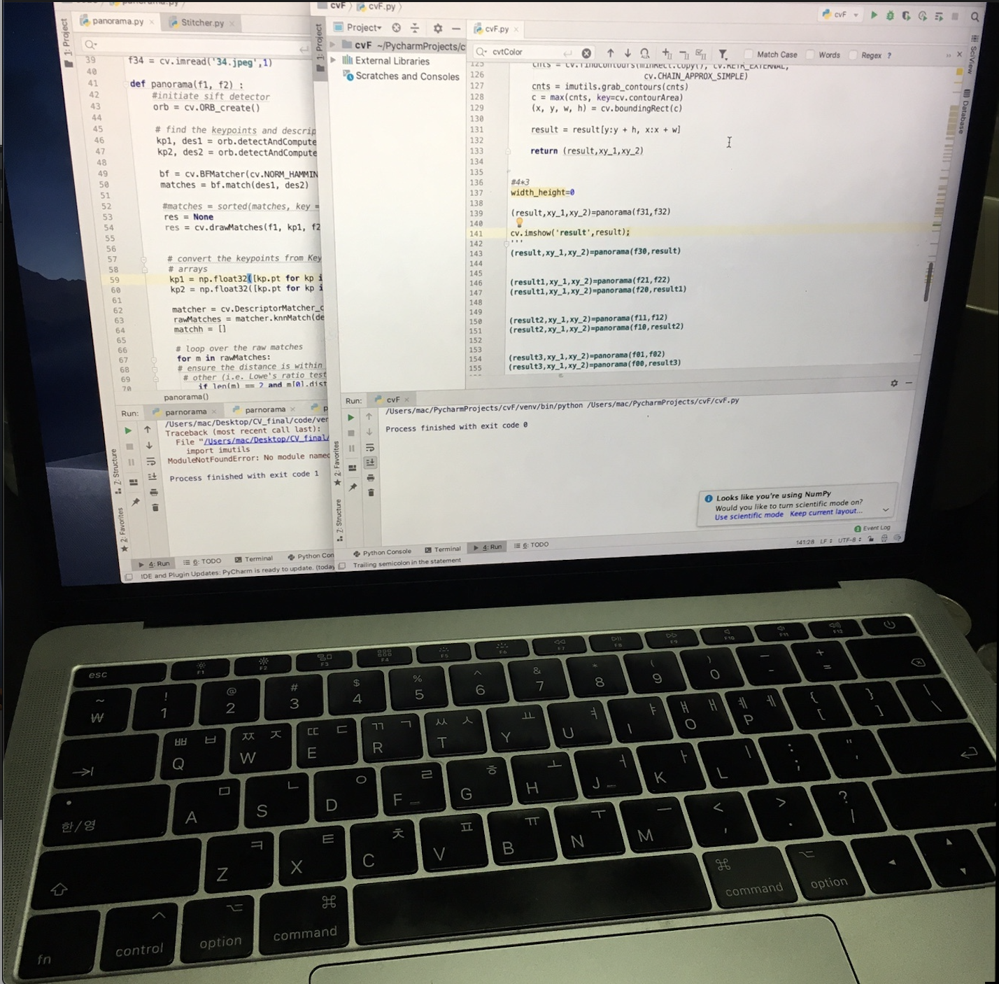 panorama.py
Stitcher.py
1: Project
39 f34 = cv.imread('34.jpeg',1)
40
41 def panorama(f1, f2) :
42 #initiate sift detector
43 orb = cv.ORB_create()
44
45 # find the keypoints and descrip
46 kp1, des1 = orb.detectAndCompute
47 kp2, des2 = orb.detectAndCompute
48
49 bf = cv.BFMatcher(cv.NORM_HAMMIN
50 matches = bf.match(des1, des2)
51
52 #matches = sorted(matches, key =
53 res = None
54 res = cv.drawMatches(f1, kp1, f2
55
56
57 # convert the keypoints from Key
58 # arrays
59 kp1 = np.float32([kp.pt for kp i
60 kp2 = np.float32([kp.pt for kp i
61
62 matcher = cv.DescriptorMatcher_c
63 rawMatches = matcher.knnMatch(de
64 matchh = []
65
66 # loop over the raw matches
67 for m in rawMatches:
68 # ensure the distance is within
69 # other (i.e. Lowe's ratio test
70 if len(m) == 2 and m[0].dist
panorama()
Run: parnorama parnorama p
/Users/mac/Desktop/CV_final/code/ver
Traceback (most recent call last):
File "/Users/mac/Desktop/CV_final/
import imutils
ModuleNotFoundError: No module named
Process finished with exit code 1
7: Structure
2: Favorites
4: Run 6: TODO Terminal Python Con
IDE and Plugin Updates: PyCharm is ready to update. (today
cvF cvF.py
cvF
1: Project
Project
cvF.py
cvF ~/PycharmProjects/c
External Libraries
Scratches and Consoles
cvtColor
Match Case Words Regex ?
SciView
Database
125 cnts = cv.findContours(minRect.copy(), cv.RETR_EXTERNAL,
126 cv.CHAIN_APPROX_SIMPLE)
127 cnts = imutils.grab_contours(cnts)
128 c = max(cnts, key=cv.contourArea)
129 (x, y, w, h) = cv.boundingRect(c)
130
131 result = result[y:y + h, x:x + w]
132
133 return (result,xy_1,xy_2)
134
135
136 #4*3
137 width_height=0
138
139 (result,xy_1,xy_2)=panorama(f31,f32)
140
141 cv.imshow('result',result);
142 '''
143 (result,xy_1,xy_2)=panorama(f30,result)
144
145
146 (result1,xy_1,xy_2)=panorama(f21,f22)
147 (result1,xy_1,xy_2)=panorama(f20,result1)
148
149
150 (result2,xy_1,xy_2)=panorama(f11,f12)
151 (result2,xy_1,xy_2)=panorama(f10,result2)
152
153
154 (result3,xy_1,xy_2)=panorama(f01,f02)
155 (result3,xy_1,xy_2)=panorama(f00,result3)
Run: cvF
/Users/mac/PycharmProjects/cvF/venv/bin/python /Users/mac/PycharmProjects/cvF/cvF.py
Process finished with exit code 0
2: Favorites
7: Structure
Looks like you're using NumPy
Would you like to turn scientific mode on?
Use scientific mode Keep current layout...
Event Log
Python Console Terminal 4: Run 6: TODO
Trailing semicolon in the statement
141:28 LF UTF-8
esc F1 F2 F3 F4 F5 F6 F7 F8 F9 F10 F11 F12
~ ₩ ! 1 @ 2 # 3 $ 4 % 5 ^ 6 & 7 * 8 ( 9 ) 0 _ - + =
Q ㅃ ㅂ W ㅉ ㅈ E ㄸ ㄷ R ㄲ ㄱ T ㅆ ㅅ Y ㅛ U ㅕ I ㅑ O ㅒ ㅐ P ㅖ ㅔ { [ } ] | \
한/영 A ㅁ S ㄴ D ㅇ F ㄹ G ㅎ H ㅗ J ㅓ K ㅏ L ㅣ : ; " '
Z ㅋ X ㅌ C ㅊ V ㅍ B ㅠ N ㅜ M ㅡ < , > . ? /
fn control option command command option